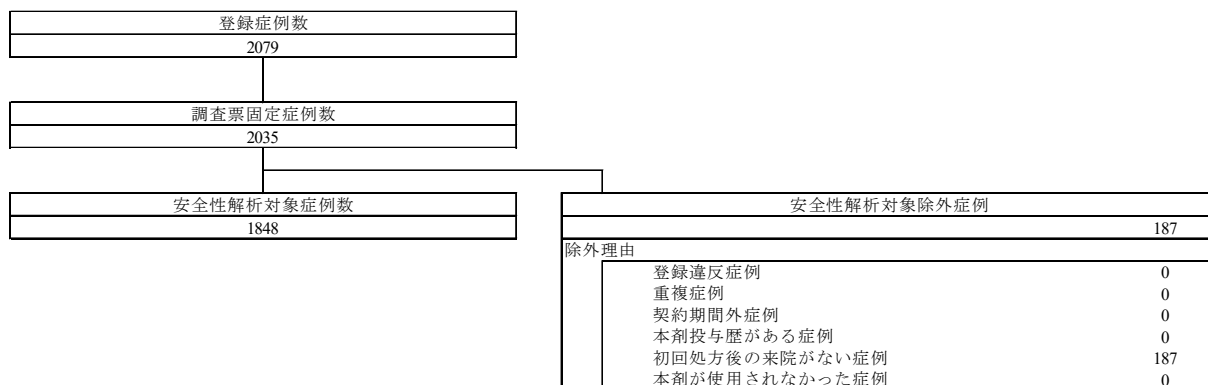 登録症例数
2079
調査票固定症例数
2035
安全性解析対象症例数
1848
安全性解析対象除外症例
187
除外理由
登録違反症例 0
重複症例 0
契約期間外症例 0
本剤投与歴がある症例 0
初回処方後の来院がない症例 187
本剤が使用されなかった症例 0